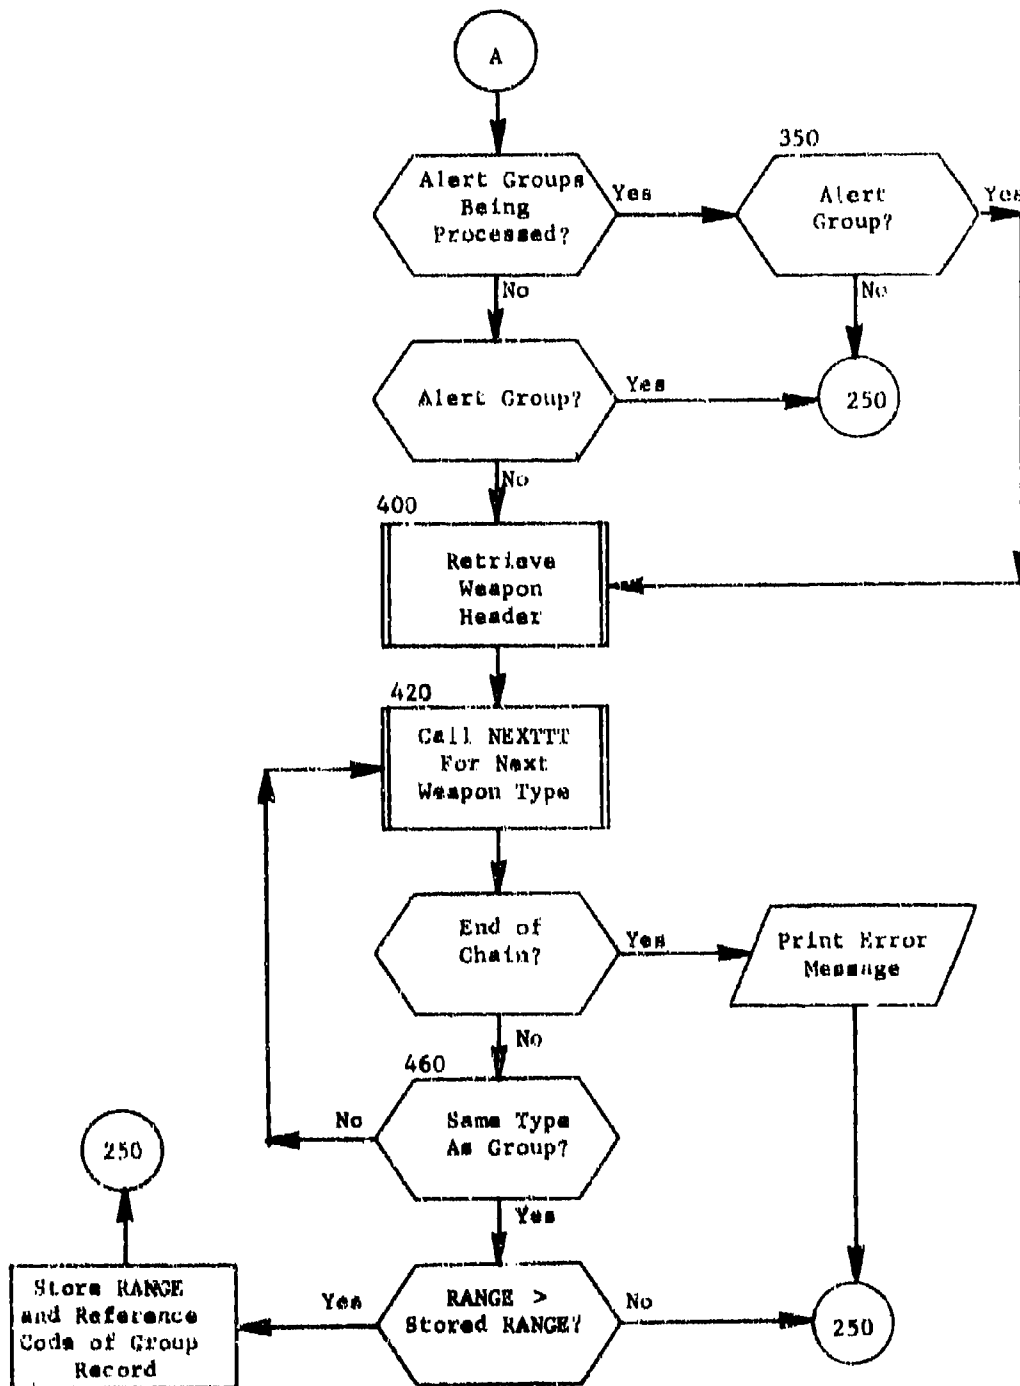 A
350
Alert Groups
Being
Processed?
Yes
Alert
Group?
Yes
No
No
Alert Group?
Yes
250
No
400
Retrieve
Weapon
Header
420
Call NEXTTT
For Next
Weapon Type
End of
Chain?
Yes
Print Error
Message
No
460
Same Type
As Group?
No
250
Yes
Store RANGE
and Reference
Code of Group
Record
Yes
RANGE >
Stored RANGE?
No
250